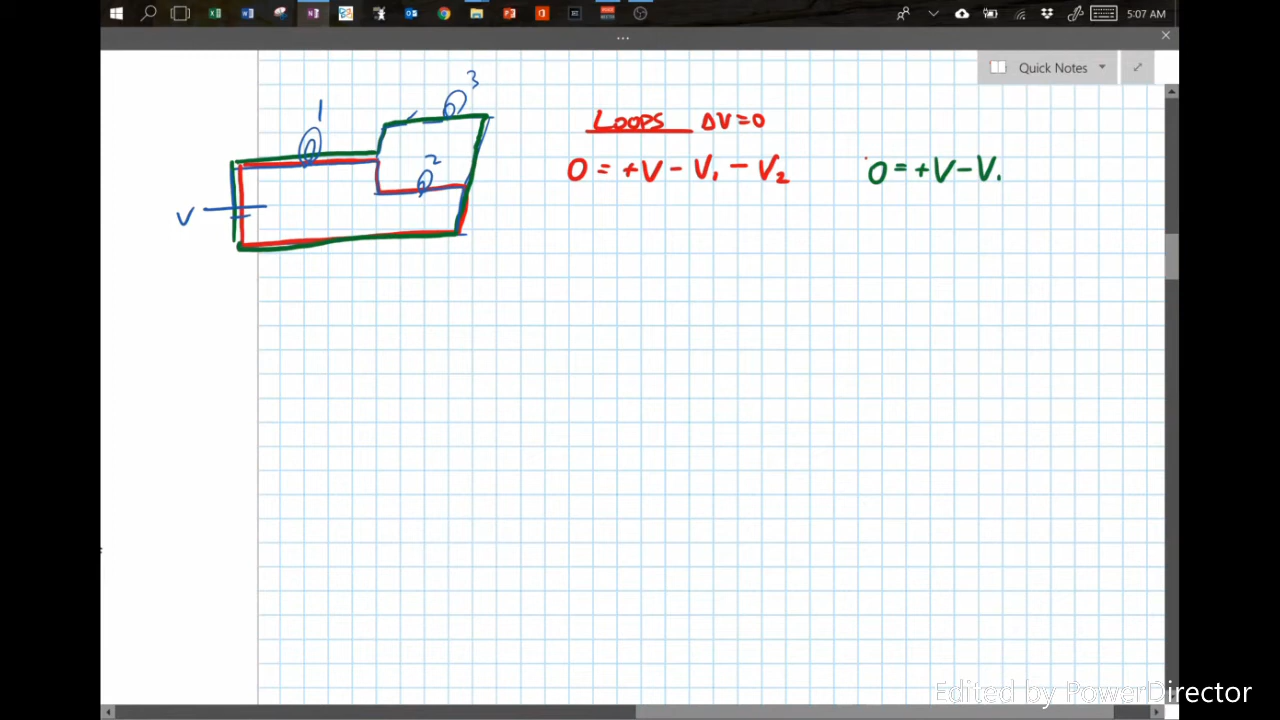 5:07 AM
Quick Notes
1
3
2
V
Loops ΔV=0
0 = +V - V₁ - V₂
0 = +V - V₁
Edited by PowerDirector